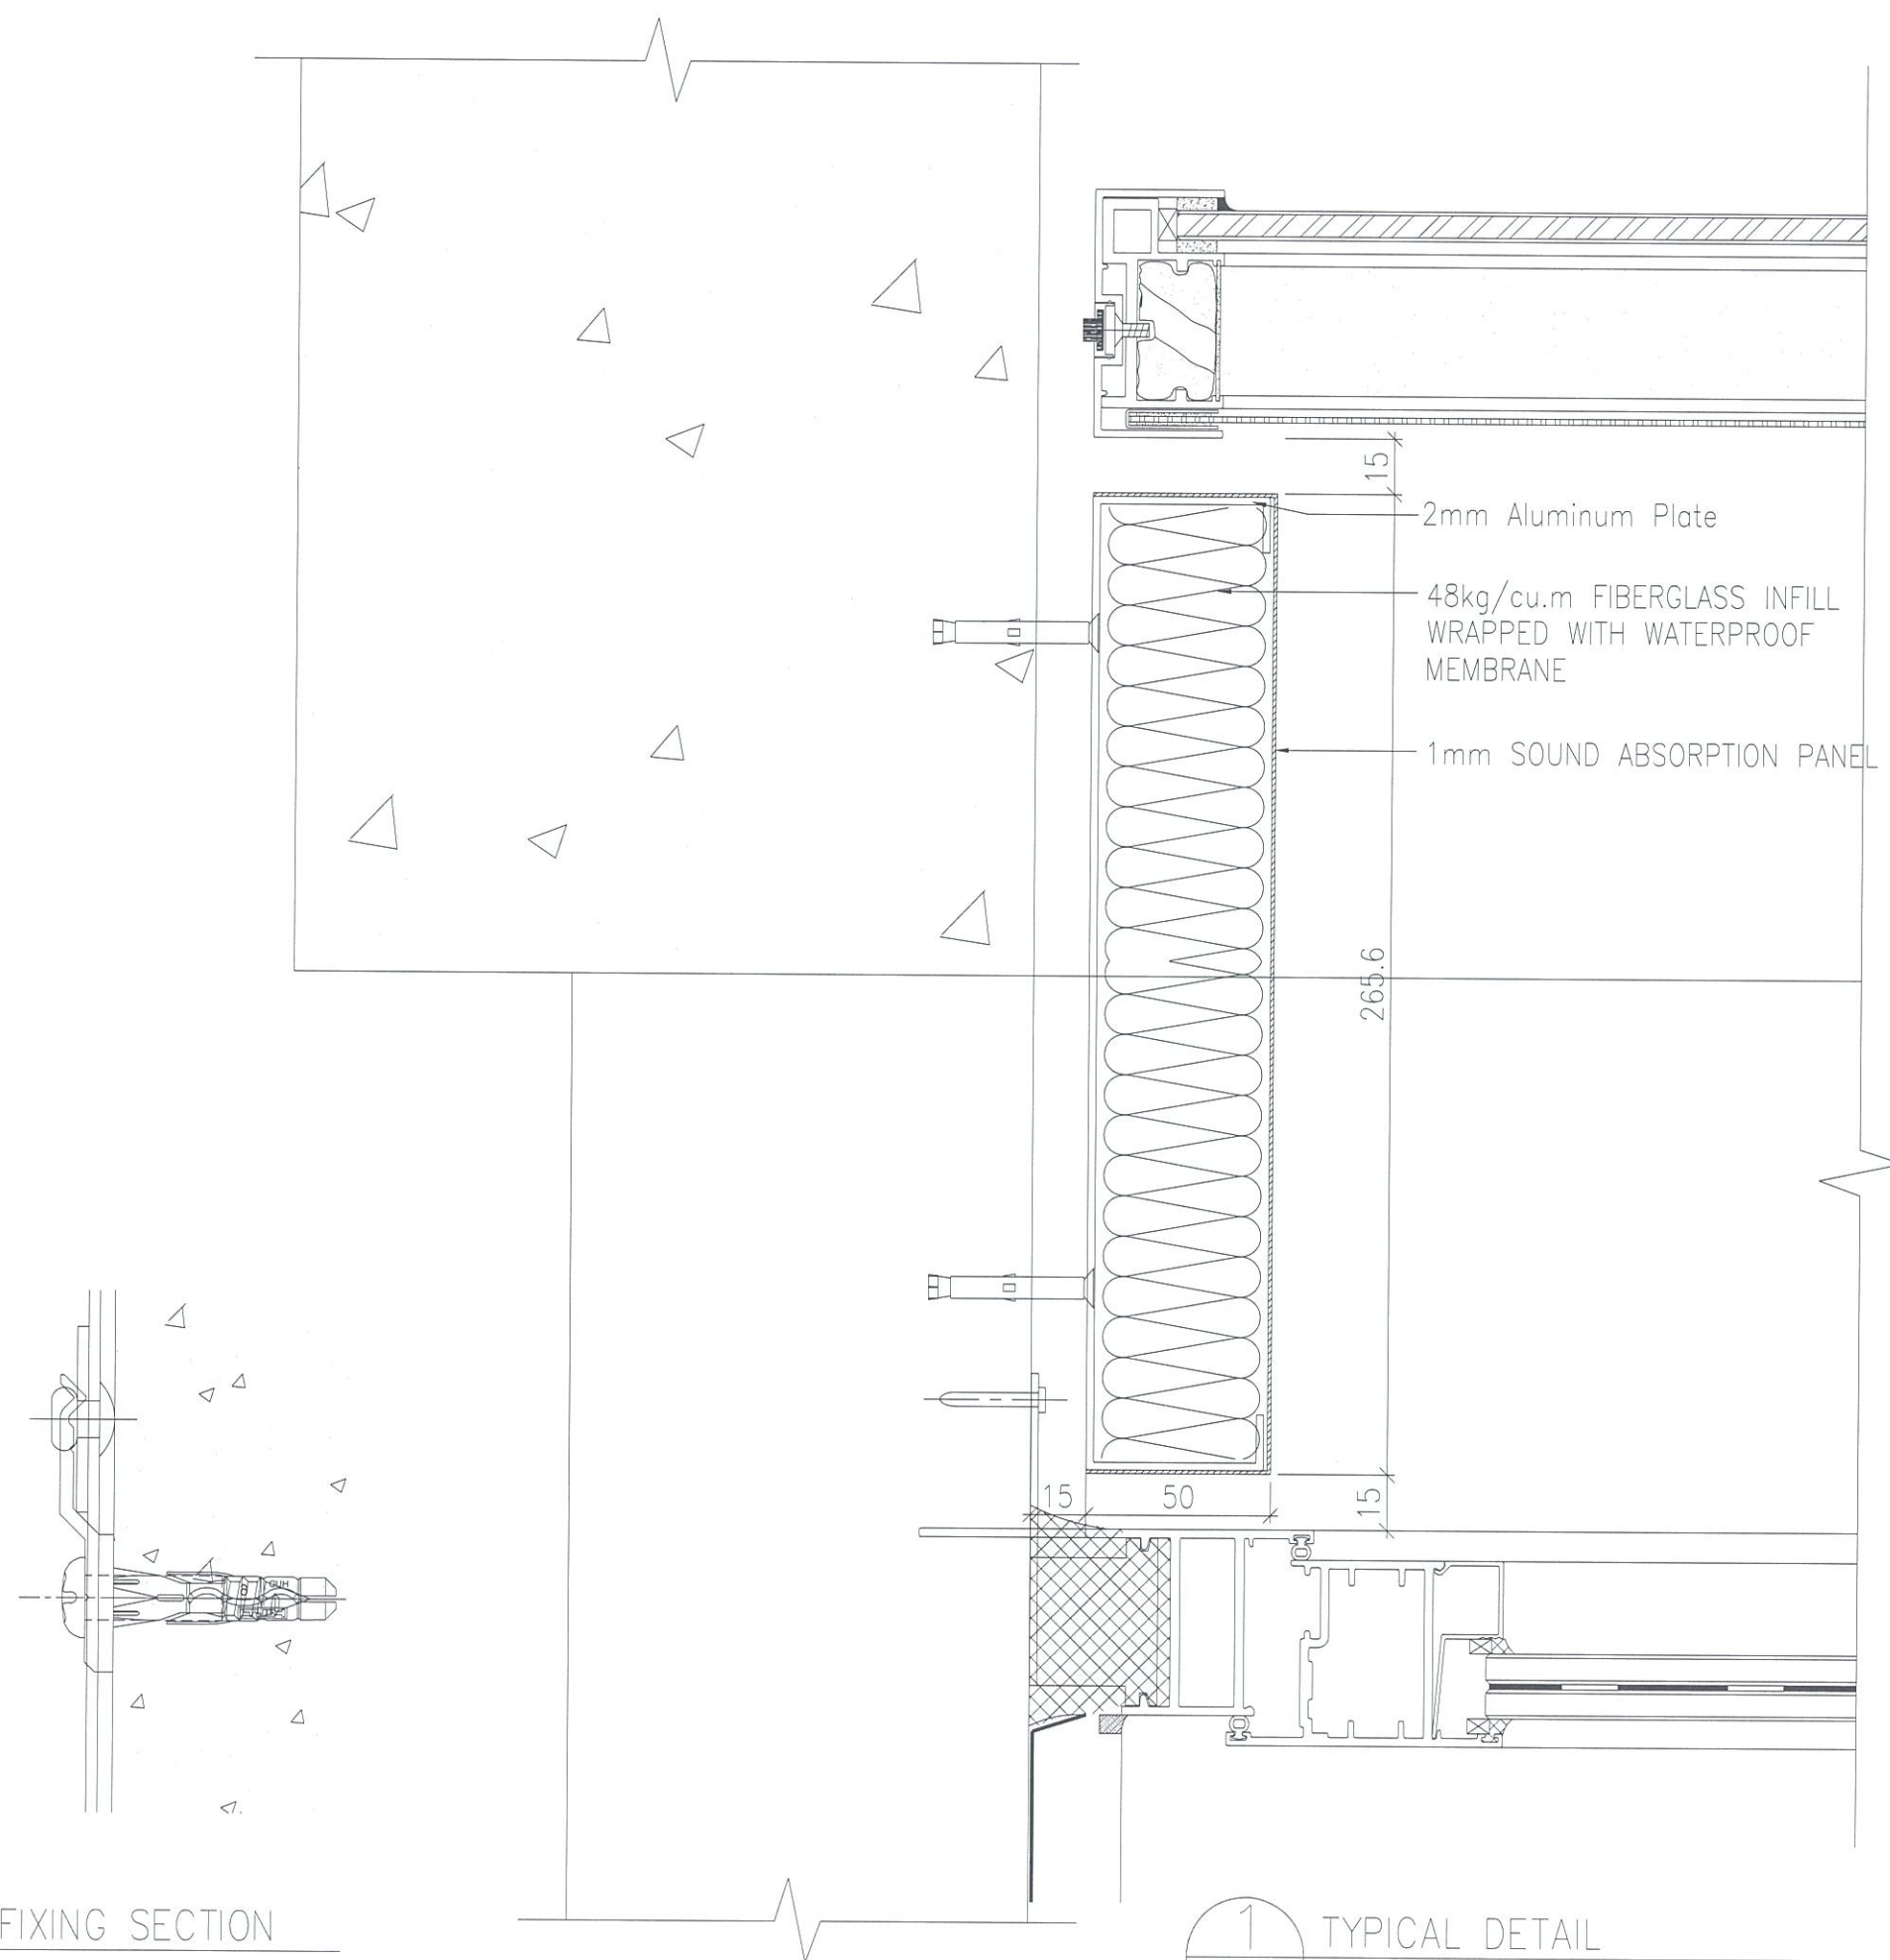 15
2mm Aluminum Plate
48kg/cu.m FIBERGLASS INFILL
WRAPPED WITH WATERPROOF
MEMBRANE
1mm SOUND ABSORPTION PANEL
265.6
15
50
15
FIXING SECTION
1
TYPICAL DETAIL